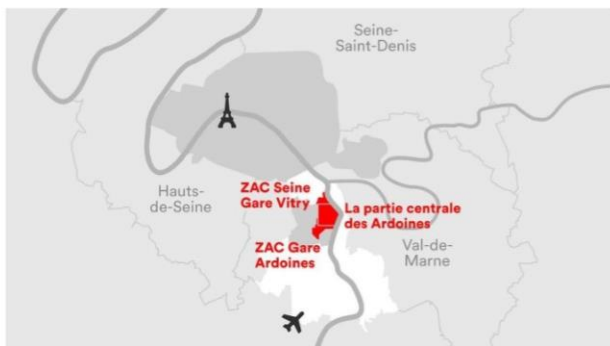 Seine-
Saint-Denis
Hauts-
de-Seine
ZAC Seine
Gare Vitry
La partie centrale
des Ardoines
ZAC Gare
Ardoines
Val-de-
Marne